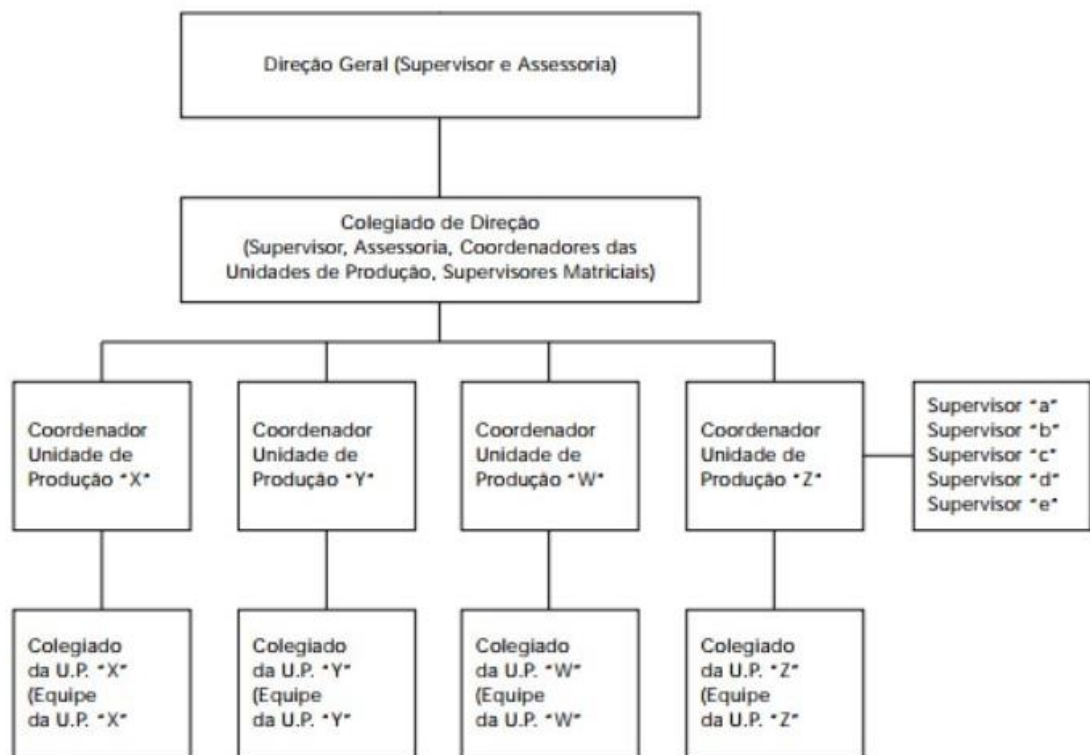 Direção Geral (Supervisor e Assessoria)
Colegiado de Direção
(Supervisor, Assessoria, Coordenadores das
Unidades de Produção, Supervisores Matriciais)
Coordenador
Unidade de
Produção "X"
Coordenador
Unidade de
Produção "Y"
Coordenador
Unidade de
Produção "W"
Coordenador
Unidade de
Produção "Z"
Supervisor "a"
Supervisor "b"
Supervisor "c"
Supervisor "d"
Supervisor "e"
Colegiado
da U.P. "X"
(Equipe
da U.P. "X"
Colegiado
da U.P. "Y"
(Equipe
da U.P. "Y"
Colegiado
da U.P. "W"
(Equipe
da U.P. "W"
Colegiado
da U.P. "Z"
(Equipe
da U.P. "Z"